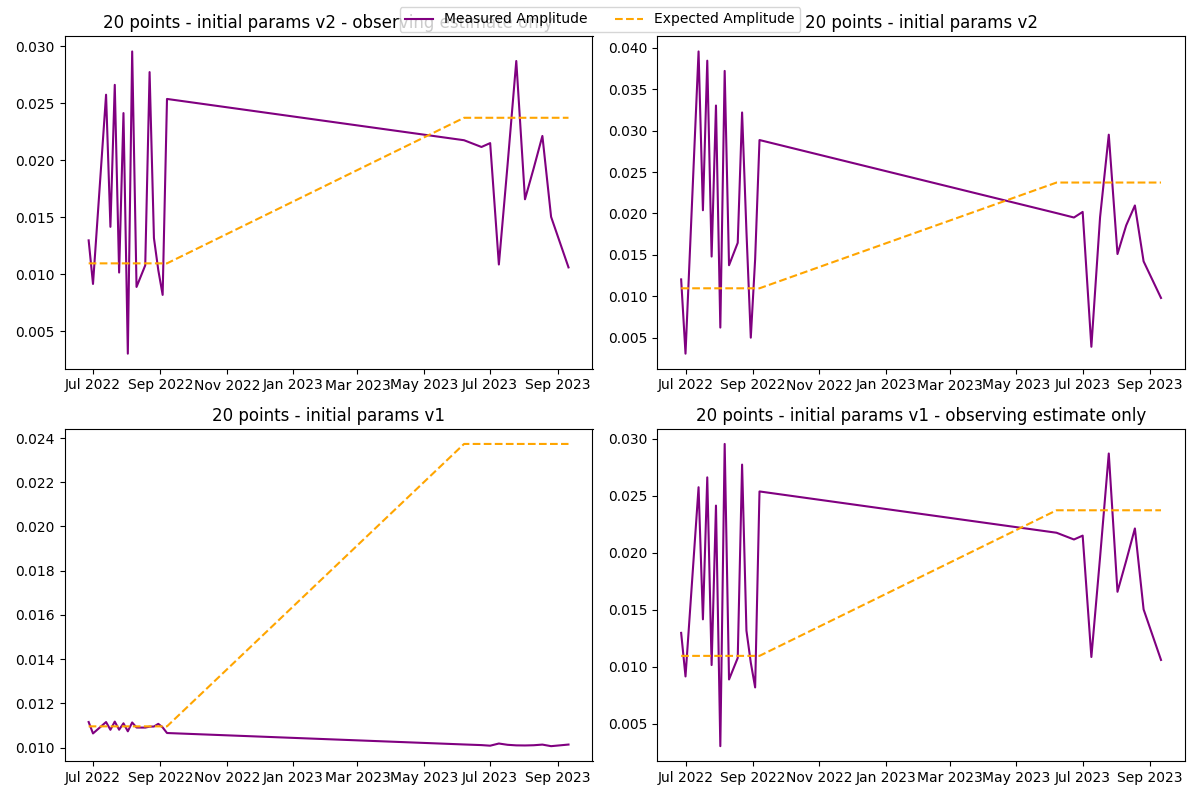 20 points - initial params v2 - observing estimate only
Measured Amplitude
Expected Amplitude
20 points - initial params v2
0.030
0.025
0.020
0.015
0.010
0.005
Jul 2022 Sep 2022 Nov 2022 Jan 2023 Mar 2023 May 2023 Jul 2023 Sep 2023
0.040
0.035
0.030
0.025
0.020
0.015
0.010
0.005
Jul 2022 Sep 2022 Nov 2022 Jan 2023 Mar 2023 May 2023 Jul 2023 Sep 2023
20 points - initial params v1
0.024
0.022
0.020
0.018
0.016
0.014
0.012
0.010
Jul 2022 Sep 2022 Nov 2022 Jan 2023 Mar 2023 May 2023 Jul 2023 Sep 2023
20 points - initial params v1 - observing estimate only
0.030
0.025
0.020
0.015
0.010
0.005
Jul 2022 Sep 2022 Nov 2022 Jan 2023 Mar 2023 May 2023 Jul 2023 Sep 2023